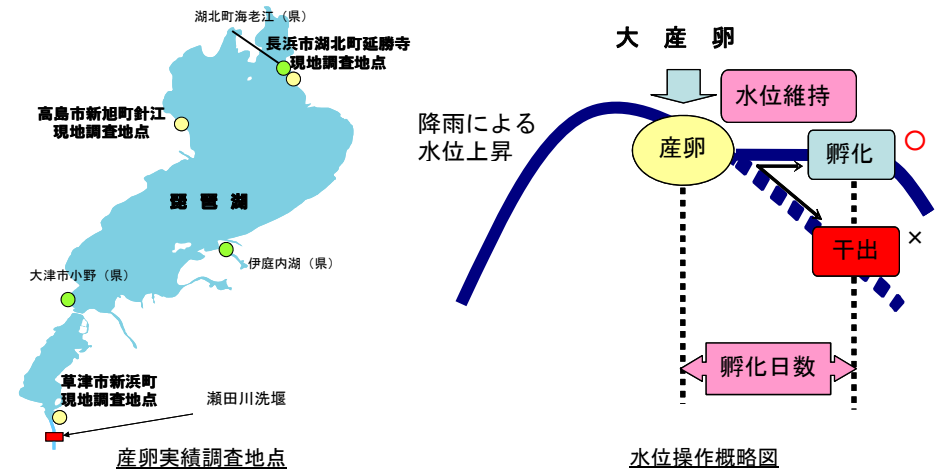 湖北町海老江（県）
長浜市湖北町延勝寺
現地調査地点
高島市新旭町針江
現地調査地点
琵琶湖
伊庭内湖（県）
大津市小野（県）
草津市新浜町
現地調査地点
瀬田川洗堰
産卵実績調査地点
大産卵
水位維持
降雨による
水位上昇
産卵
孵化
○
干出
×
孵化日数
水位操作概略図